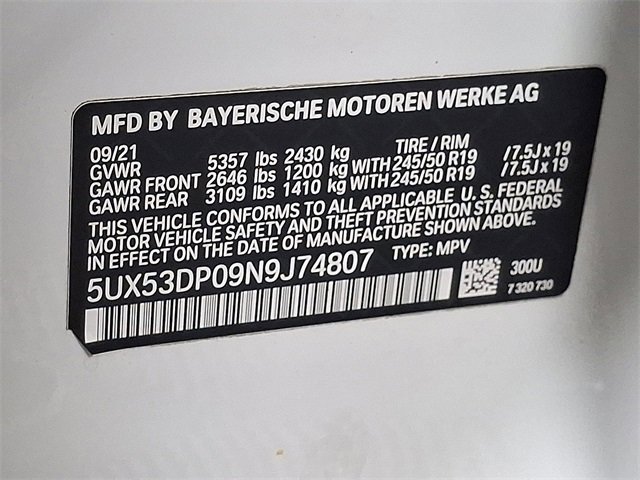 MFD BY BAYERISCHE MOTOREN WERKE AG
09/21 TIRE / RIM
GVWR 5357 lbs 2430 kg
GAWR FRONT 2646 lbs 1200 kg WITH 245/50 R19 /7.5J x 19
GAWR REAR 3109 lbs 1410 kg WITH 245/50 R19 /7.5J x 19
THIS VEHICLE CONFORMS TO ALL APPLICABLE U. S. FEDERAL
MOTOR VEHICLE SAFETY AND THEFT PREVENTION STANDARDS
IN EFFECT ON THE DATE OF MANUFACTURE SHOWN ABOVE.
5UX53DP09N9J74807 TYPE: MPV
300U
7 320 730